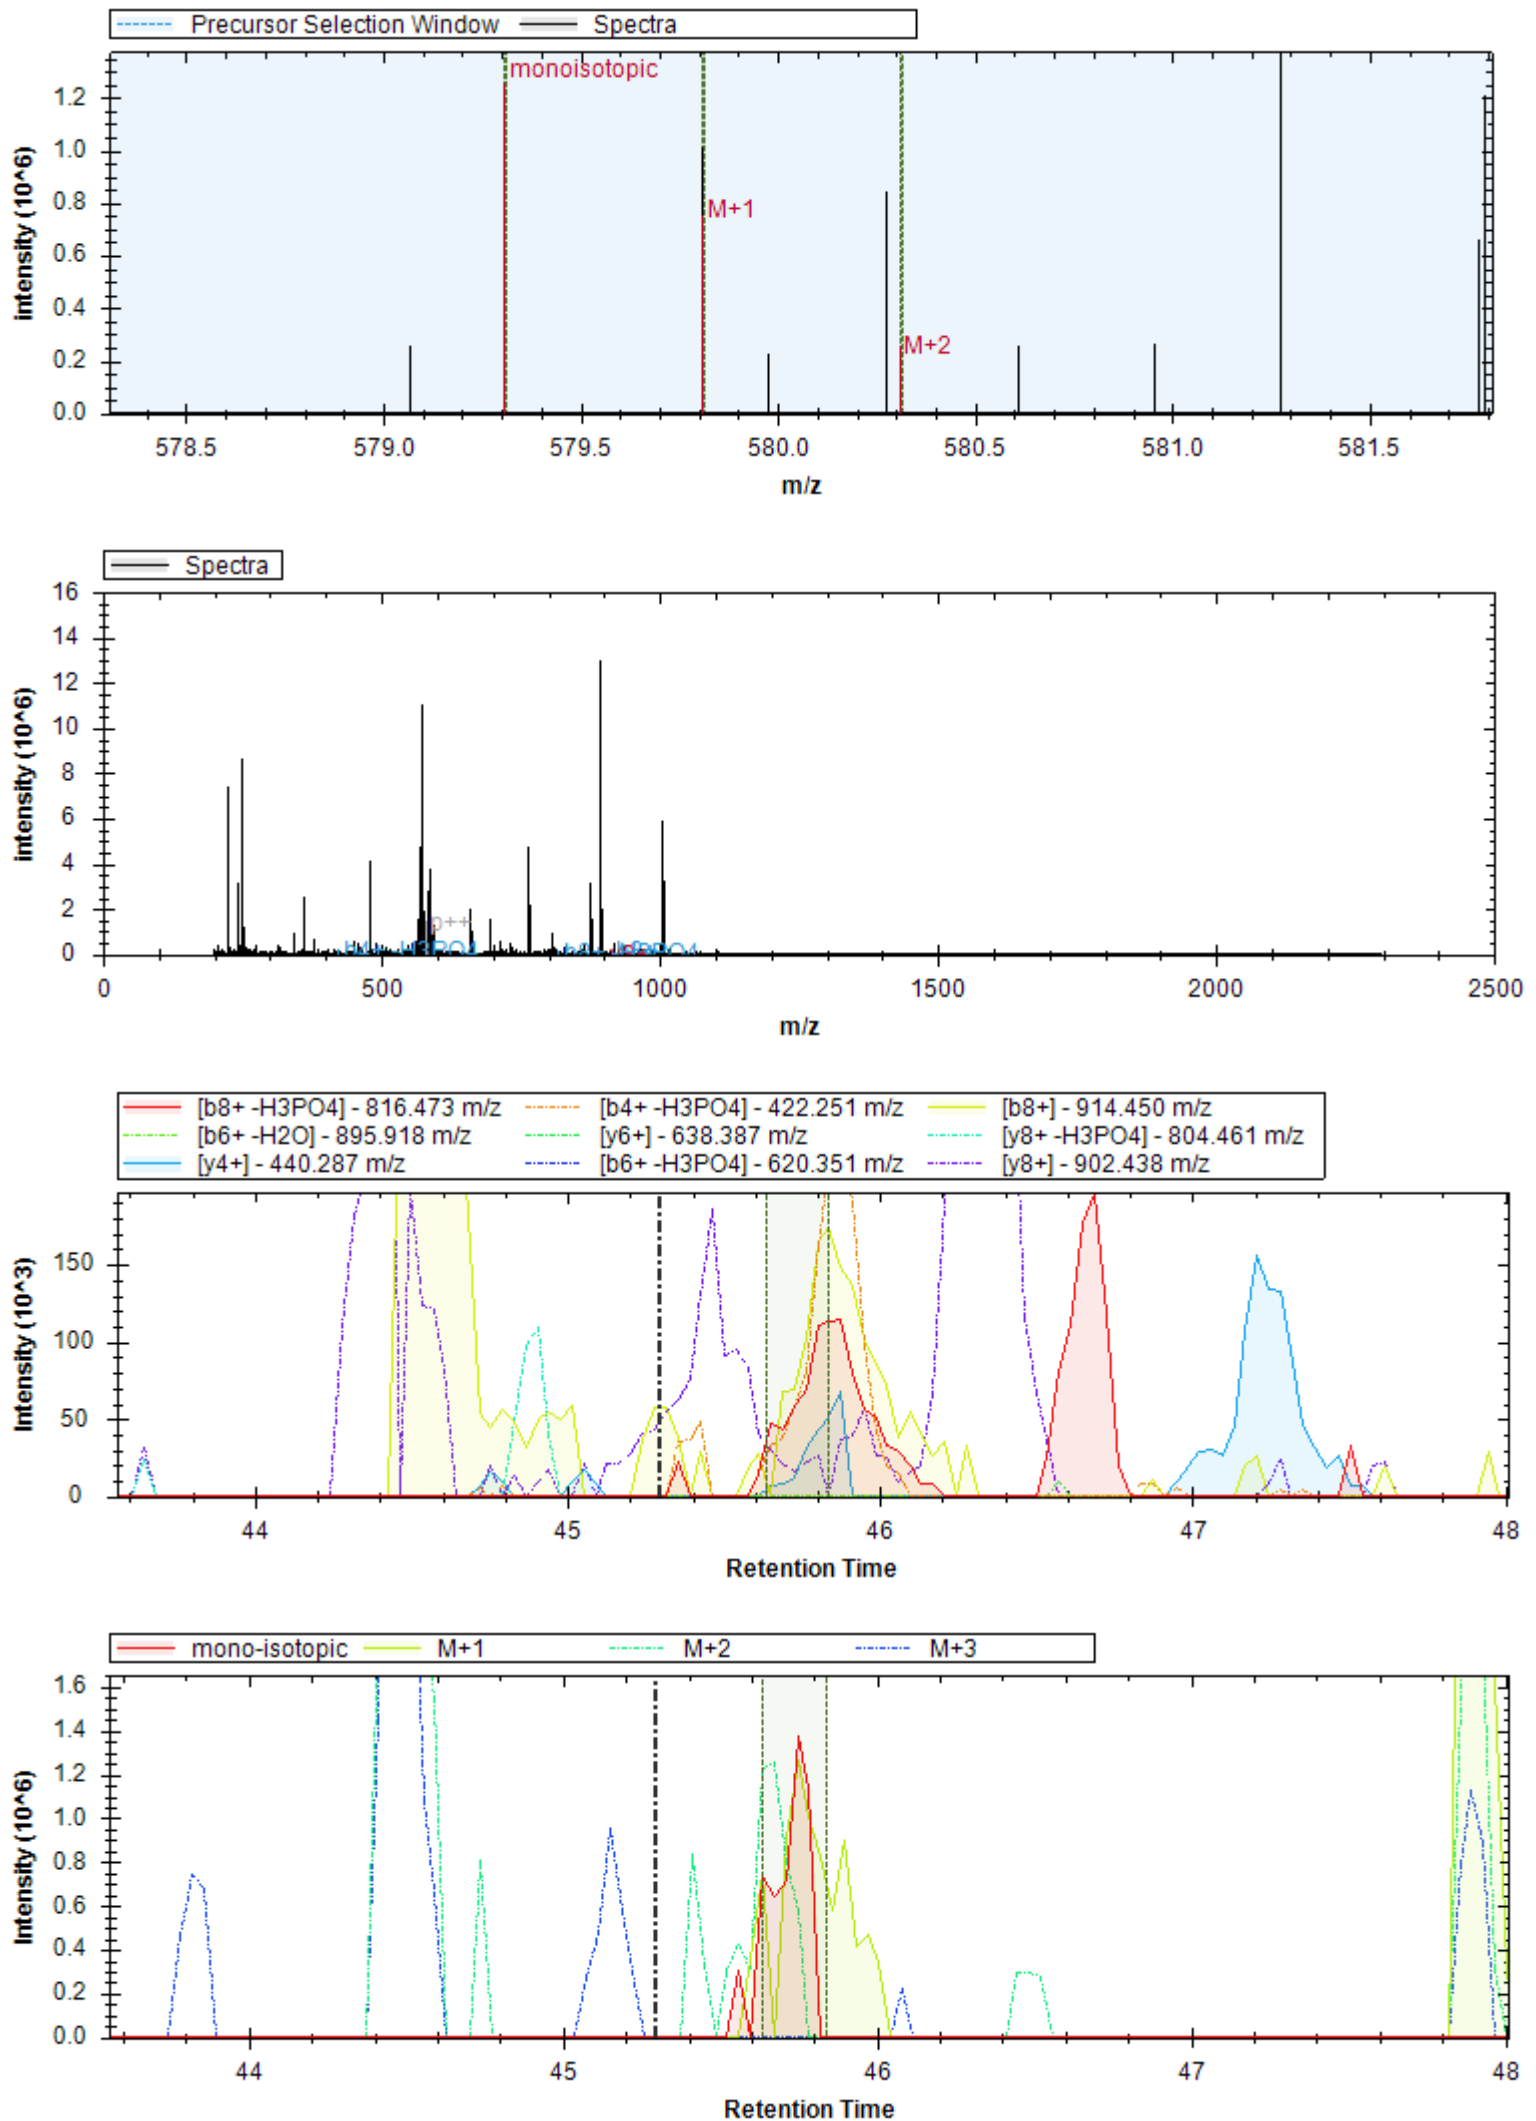 Precursor Selection Window Spectra
monoisotopic
M+1
M+2
intensity (10^6)
1.2
1.0
0.8
0.6
0.4
0.2
0.0
578.5 579.0 579.5 580.0 580.5 581.0 581.5
m/z
Spectra
intensity (10^6)
16
14
12
10
8
6
4
2
0
p++
b4+ -H3PO4
0 500 1000 1500 2000 2500
m/z
[b8+ -H3PO4] - 816.473 m/z [b4+ -H3PO4] - 422.251 m/z [b8+] - 914.450 m/z
[b6+ -H2O] - 895.918 m/z [y6+] - 638.387 m/z [y8+ -H3PO4] - 804.461 m/z
[y4+] - 440.287 m/z [b6+ -H3PO4] - 620.351 m/z [y8+] - 902.438 m/z
Intensity (10^3)
150
100
50
0
44 45 46 47 48
Retention Time
mono-isotopic M+1 M+2 M+3
Intensity (10^6)
1.6
1.4
1.2
1.0
0.8
0.6
0.4
0.2
0.0
44 45 46 47 48
Retention Time